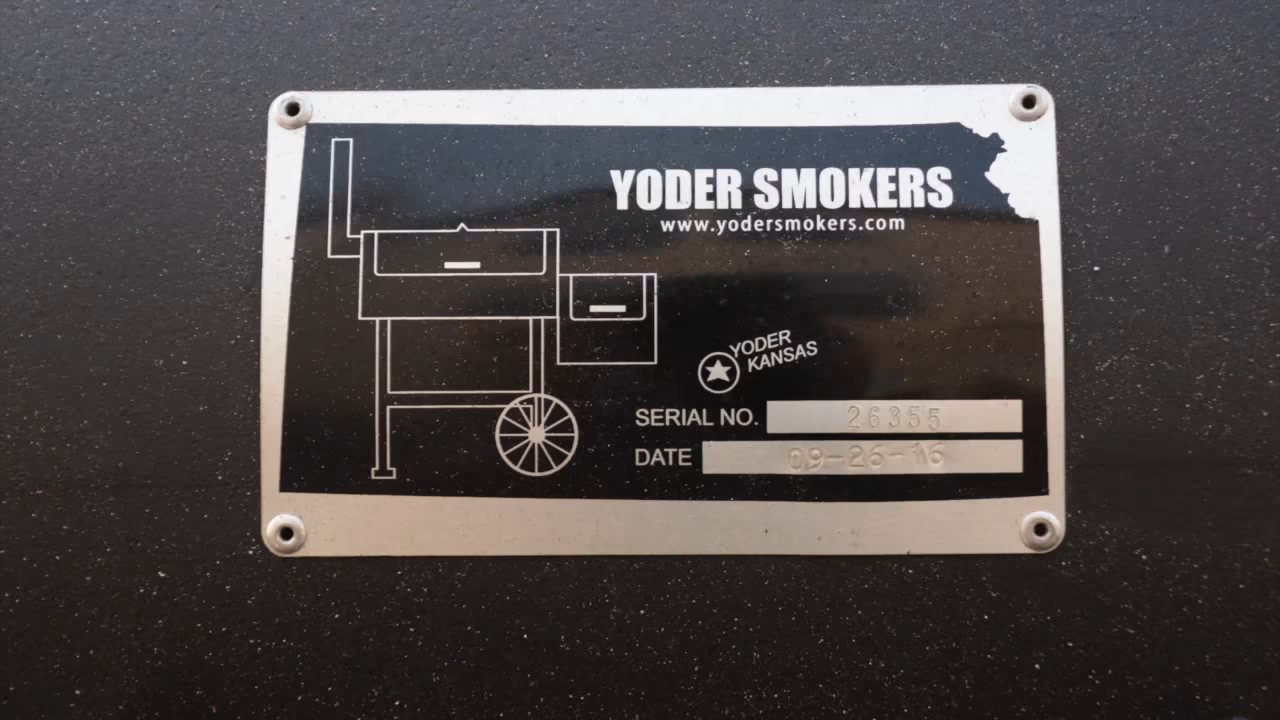 YODER SMOKERS
www.yodersmokers.com
YODER
KANSAS
SERIAL NO. 26355
DATE 09-26-16